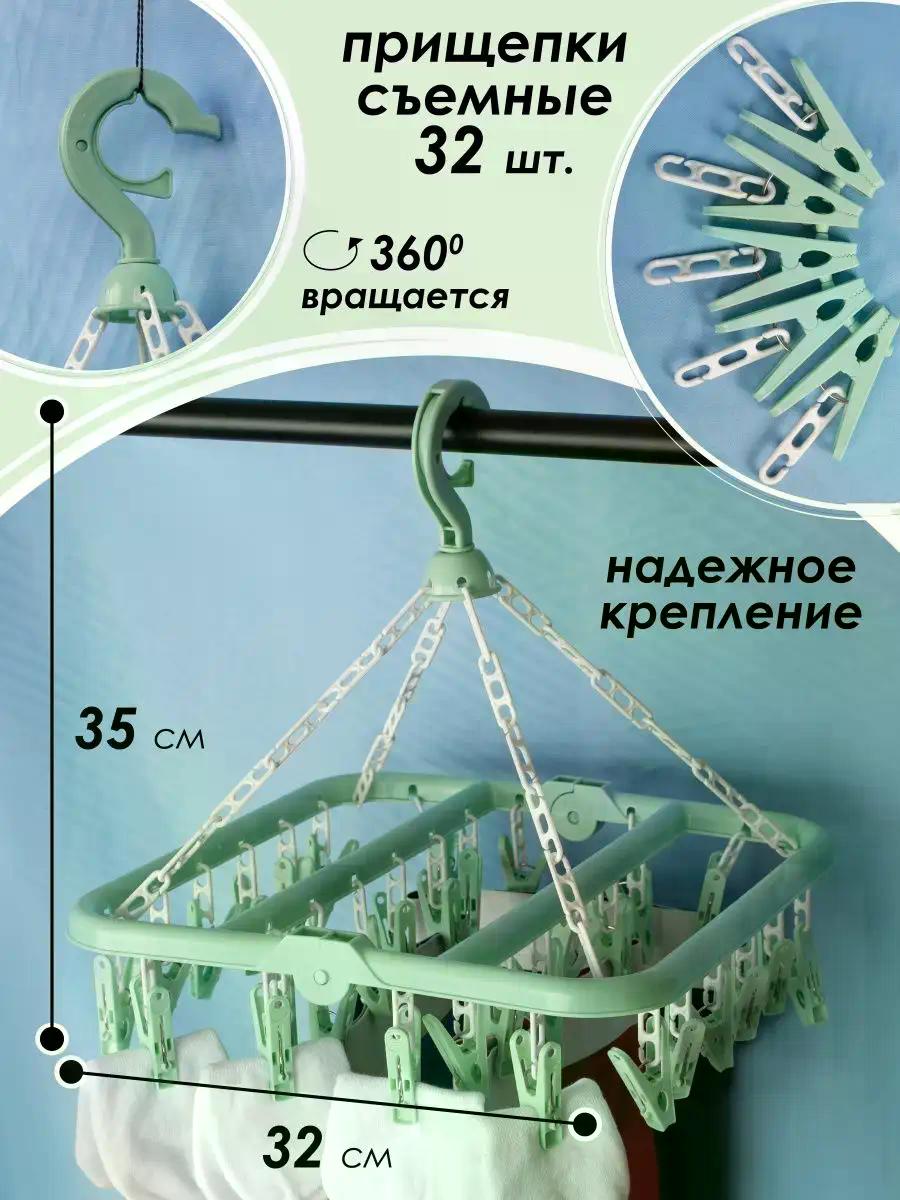 прищепки
съемные
32 шт.
360⁰
вращается
надежное
крепление
35 см
32 см